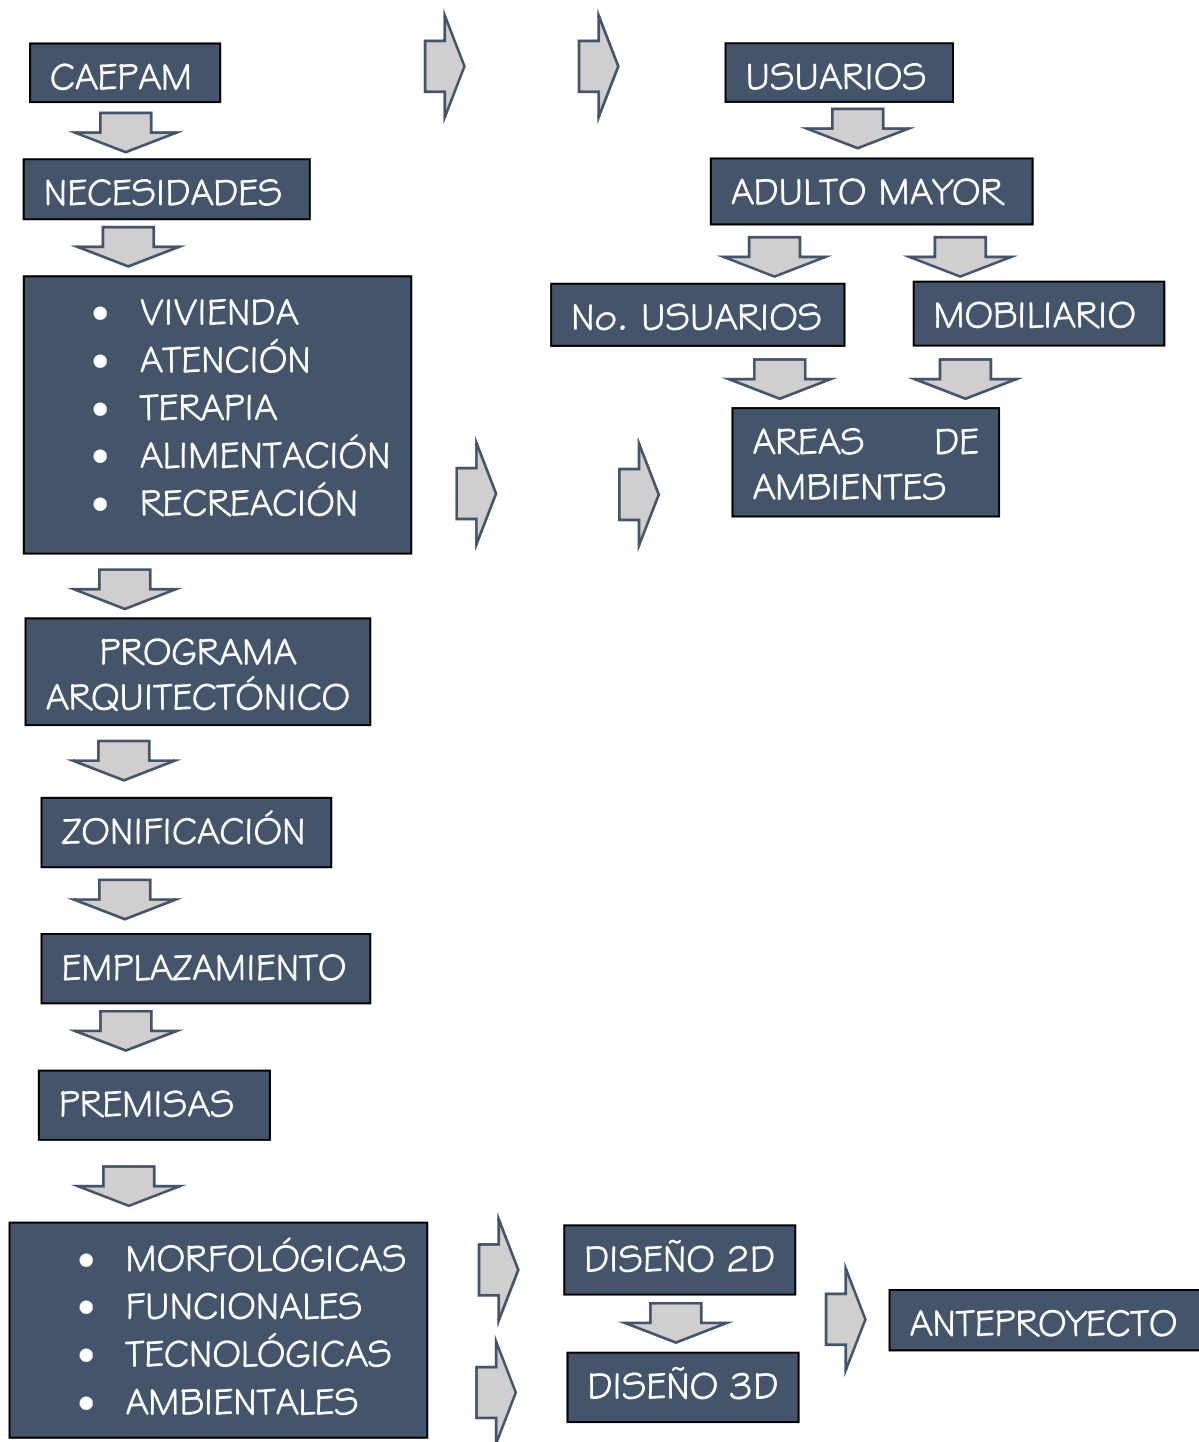 CAEPAM
USUARIOS
NECESIDADES
ADULTO MAYOR
• VIVIENDA
• ATENCIÓN
• TERAPIA
• ALIMENTACIÓN
• RECREACIÓN
No. USUARIOS
MOBILIARIO
AREAS DE
AMBIENTES
PROGRAMA
ARQUITECTÓNICO
ZONIFICACIÓN
EMPLAZAMIENTO
PREMISAS
• MORFOLÓGICAS
• FUNCIONALES
• TECNOLÓGICAS
• AMBIENTALES
DISEÑO 2D
DISEÑO 3D
ANTEPROYECTO